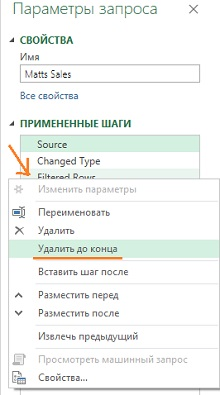 Параметры запроса
СВОЙСТВА
Имя
Matts Sales
Все свойства
ПРИМЕНЕННЫЕ ШАГИ
Source
Changed Type
Filtered Rows
Изменить параметры
Переименовать
Удалить
Удалить до конца
Вставить шаг после
Разместить перед
Разместить после
Извлечь предыдущий
Просмотреть машинный запрос
Свойства...